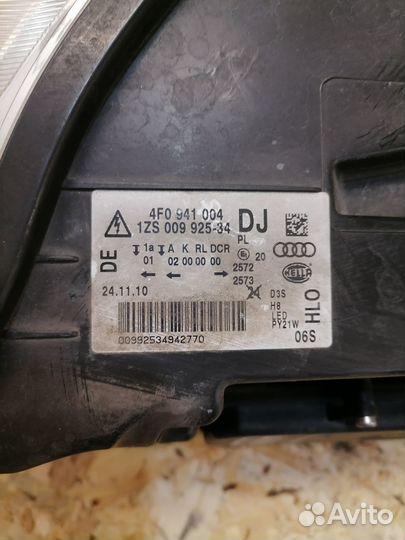 4F0 941 004 DJ
1ZS 009 925-34
PL
DE
1a A K RL DCR
01 02 00 00 00
20
2572
2573
24.11.10
HELLA
D3S
H8
LED
PY21W
HLO
06S
00992534942770
Avito